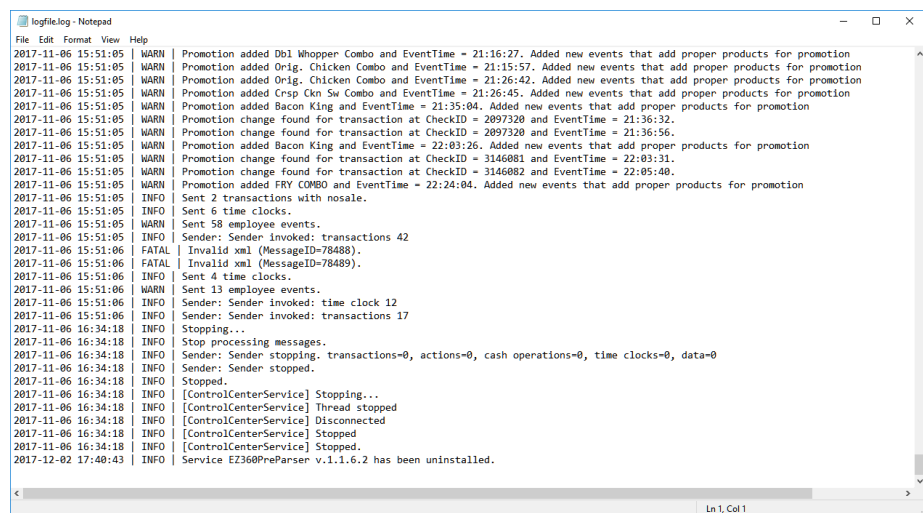 logfile.log - Notepad
File Edit Format View Help
2017-11-06 15:51:05 | WARN | Promotion added Dbl Whopper Combo and EventTime = 21:16:27. Added new events that add proper products for promotion
2017-11-06 15:51:05 | WARN | Promotion added Orig. Chicken Combo and EventTime = 21:15:57. Added new events that add proper products for promotion
2017-11-06 15:51:05 | WARN | Promotion added Orig. Chicken Combo and EventTime = 21:26:42. Added new events that add proper products for promotion
2017-11-06 15:51:05 | WARN | Promotion added Crsp Ckn Sw Combo and EventTime = 21:26:45. Added new events that add proper products for promotion
2017-11-06 15:51:05 | WARN | Promotion added Bacon King and EventTime = 21:35:04. Added new events that add proper products for promotion
2017-11-06 15:51:05 | WARN | Promotion change found for transaction at CheckID = 2097320 and EventTime = 21:36:32.
2017-11-06 15:51:05 | WARN | Promotion change found for transaction at CheckID = 2097320 and EventTime = 21:36:56.
2017-11-06 15:51:05 | WARN | Promotion added Bacon King and EventTime = 22:03:26. Added new events that add proper products for promotion
2017-11-06 15:51:05 | WARN | Promotion change found for transaction at CheckID = 3146081 and EventTime = 22:03:31.
2017-11-06 15:51:05 | WARN | Promotion change found for transaction at CheckID = 3146082 and EventTime = 22:05:40.
2017-11-06 15:51:05 | WARN | Promotion added FRY COMBO and EventTime = 22:24:04. Added new events that add proper products for promotion
2017-11-06 15:51:05 | INFO | Sent 2 transactions with nosale.
2017-11-06 15:51:05 | INFO | Sent 6 time clocks.
2017-11-06 15:51:05 | WARN | Sent 58 employee events.
2017-11-06 15:51:05 | INFO | Sender: Sender invoked: transactions 42
2017-11-06 15:51:06 | FATAL | Invalid xml (MessageID=78488).
2017-11-06 15:51:06 | FATAL | Invalid xml (MessageID=78489).
2017-11-06 15:51:06 | INFO | Sent 4 time clocks.
2017-11-06 15:51:06 | WARN | Sent 13 employee events.
2017-11-06 15:51:06 | INFO | Sender: Sender invoked: time clock 12
2017-11-06 15:51:06 | INFO | Sender: Sender invoked: transactions 17
2017-11-06 16:34:18 | INFO | Stopping...
2017-11-06 16:34:18 | INFO | Stop processing messages.
2017-11-06 16:34:18 | INFO | Sender: Sender stopping. transactions=0, actions=0, cash operations=0, time clocks=0, data=0
2017-11-06 16:34:18 | INFO | Sender: Sender stopped.
2017-11-06 16:34:18 | INFO | Stopped.
2017-11-06 16:34:18 | INFO | [ControlCenterService] Stopping...
2017-11-06 16:34:18 | INFO | [ControlCenterService] Thread stopped
2017-11-06 16:34:18 | INFO | [ControlCenterService] Disconnected
2017-11-06 16:34:18 | INFO | [ControlCenterService] Stopped
2017-11-06 16:34:18 | INFO | [ControlCenterService] Stopped.
2017-12-02 17:40:43 | INFO | Service EZ360PreParser v.1.1.6.2 has been uninstalled.
Ln 1, Col 1